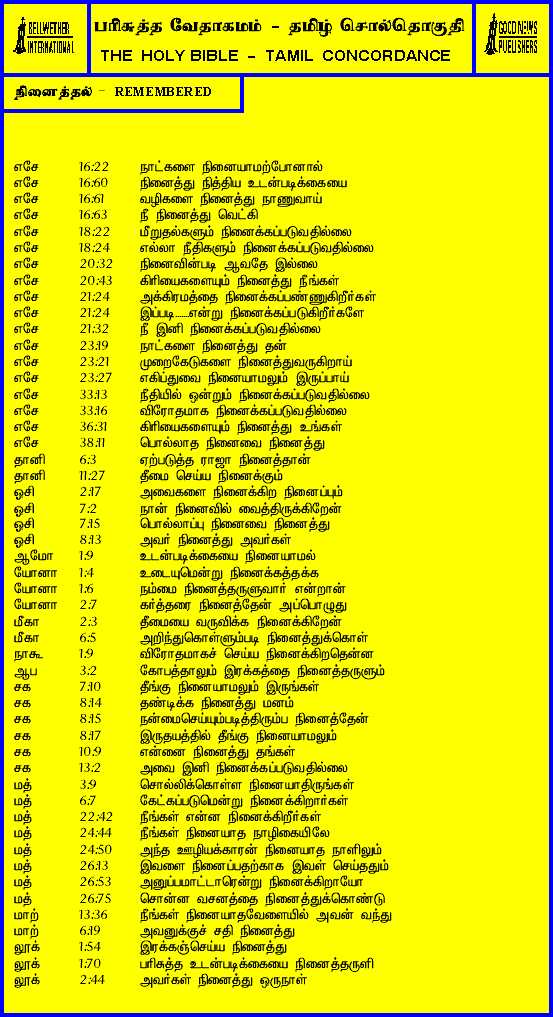 BELLWETHER
INTERNATIONAL
பரிசுத்த வேதாகமம் - தமிழ் சொல்தொகுதி
THE HOLY BIBLE - TAMIL CONCORDANCE
GOOD NEWS
PUBLISHERS
நினைத்தல் - REMEMBERED
எசே 16:22 நாட்களை நினையாமற்போனால்
எசே 16:60 நினைத்து நித்திய உடன்படிக்கையை
எசே 16:61 வழிகளை நினைத்து நாணுவாய்
எசே 16:63 நீ நினைத்து வெட்கி
எசே 18:22 மீறுதல்களும் நினைக்கப்படுவதில்லை
எசே 18:24 எல்லா நீதிகளும் நினைக்கப்படுவதில்லை
எசே 20:32 நினைவின்படி ஆவதே இல்லை
எசே 20:43 கிரியைகளையும் நினைத்து நீங்கள்
எசே 21:24 அக்கிரமத்தை நினைக்கப்பண்ணுகிறீர்கள்
எசே 21:24 இப்படி.......என்று நினைக்கப்படுகிறீர்களே
எசே 21:32 நீ இனி நினைக்கப்படுவதில்லை
எசே 23:19 நாட்களை நினைத்து தன்
எசே 23:21 முறைகேடுகளை நினைத்துவருகிறாய்
எசே 23:27 எகிப்துவை நினையாமலும் இருப்பாய்
எசே 33:13 நீதியில் ஒன்றும் நினைக்கப்படுவதில்லை
எசே 33:16 விரோதமாக நினைக்கப்படுவதில்லை
எசே 36:31 கிரியைகளையும் நினைத்து உங்கள்
எசே 38:11 பொல்லாத நினைவை நினைத்து
தானி 6:3 ஏற்படுத்த ராஜா நினைத்தான்
தானி 11:27 தீமை செய்ய நினைக்கும்
ஓசி 2:17 அவைகளை நினைக்கிற நினைப்பும்
ஓசி 7:2 நான் நினைவில் வைத்திருக்கிறேன்
ஓசி 7:15 பொல்லாப்பு நினைவை நினைத்து
ஓசி 8:13 அவர் நினைத்து அவர்கள்
ஆமோ 1:9 உடன்படிக்கையை நினையாமல்
யோனா 1:4 உடையுமென்று நினைக்கத்தக்க
யோனா 1:6 நம்மை நினைத்தருளுவார் என்றான்
யோனா 2:7 கர்த்தரை நினைத்தேன் அப்பொழுது
மீகா 2:3 தீமையை வருவிக்க நினைக்கிறேன்
மீகா 6:5 அறிந்துகொள்ளும்படி நினைத்துக்கொள்
நாகூ 1:9 விரோதமாகச் செய்ய நினைக்கிறதென்ன
ஆப 3:2 கோபத்தாலும் இரக்கத்தை நினைத்தருளும்
சக 7:10 தீங்கு நினையாமலும் இருங்கள்
சக 8:14 தண்டிக்க நினைத்து மனம்
சக 8:15 நன்மைசெய்யும்படித்திரும்ப நினைத்தேன்
சக 8:17 இருதயத்தில் தீங்கு நினையாமலும்
சக 10:9 என்னை நினைத்து தங்கள்
சக 13:2 அவை இனி நினைக்கப்படுவதில்லை
மத் 3:9 சொல்லிக்கொள்ள நினையாதிருங்கள்
மத் 6:7 கேட்கப்படுமென்று நினைக்கிறார்கள்
மத் 22:42 நீங்கள் என்ன நினைக்கிறீர்கள்
மத் 24:44 நீங்கள் நினையாத நாழிகையிலே
மத் 24:50 அந்த ஊழியக்காரன் நினையாத நாளிலும்
மத் 26:13 இவளை நினைப்பதற்காக இவள் செய்ததும்
மத் 26:53 அனுப்பமாட்டாரென்று நினைக்கிறாயோ
மத் 26:75 சொன்ன வசனத்தை நினைத்துக்கொண்டு
மாற் 13:36 நீங்கள் நினையாதவேளையில் அவன் வந்து
மாற் 6:19 அவனுக்குச் சதி நினைத்து
லூக் 1:54 இரக்கஞ்செய்ய நினைத்து
லூக் 1:70 பரிசுத்த உடன்படிக்கையை நினைத்தருளி
லூக் 2:44 அவர்கள் நினைத்து ஒருநாள்